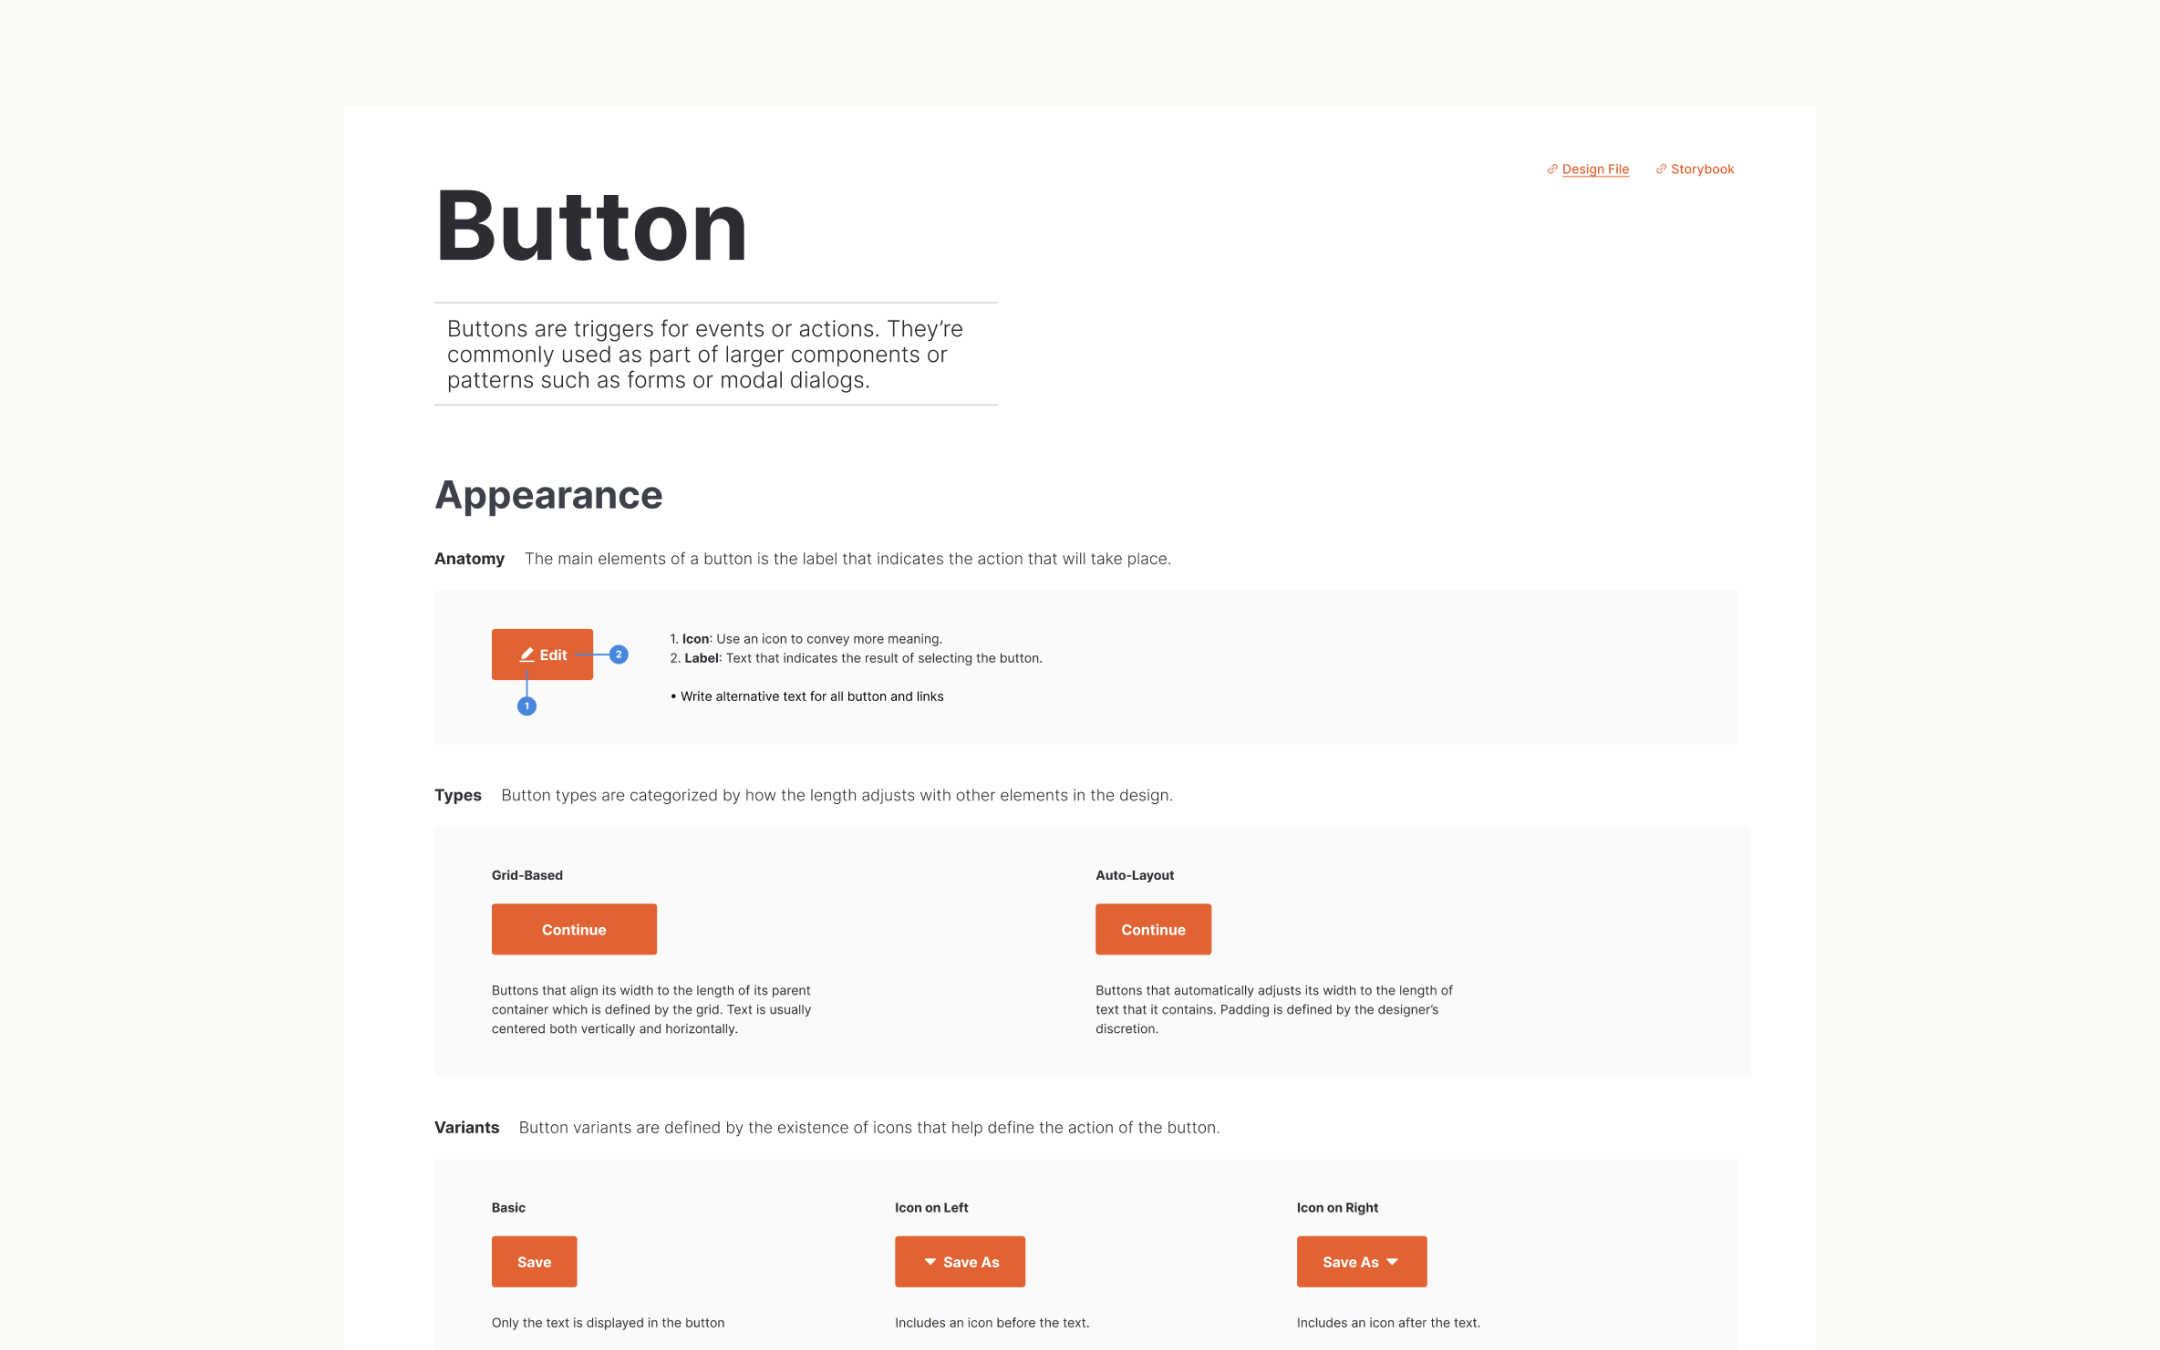 Design File
Storybook
Button
Buttons are triggers for events or actions. They’re
commonly used as part of larger components or
patterns such as forms or modal dialogs.
Appearance
Anatomy The main elements of a button is the label that indicates the action that will take place.
Edit
2
1
1. Icon: Use an icon to convey more meaning.
2. Label: Text that indicates the result of selecting the button.
• Write alternative text for all button and links
Types Button types are categorized by how the length adjusts with other elements in the design.
Grid-Based
Continue
Buttons that align its width to the length of its parent
container which is defined by the grid. Text is usually
centered both vertically and horizontally.
Auto-Layout
Continue
Buttons that automatically adjusts its width to the length of
text that it contains. Padding is defined by the designer’s
discretion.
Variants Button variants are defined by the existence of icons that help define the action of the button.
Basic
Save
Only the text is displayed in the button
Icon on Left
Save As
Includes an icon before the text.
Icon on Right
Save As
Includes an icon after the text.